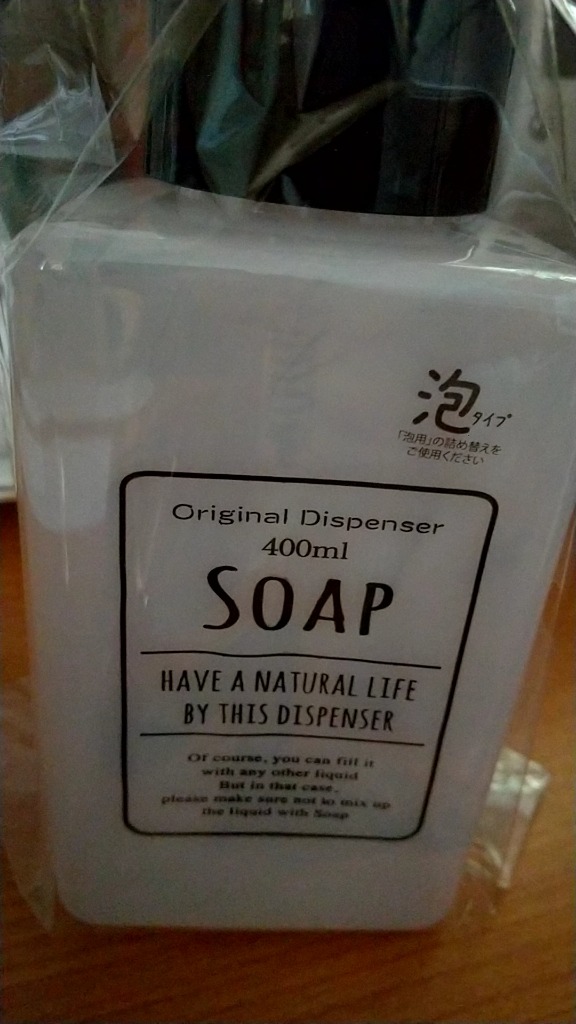 泡タイプ
「泡用」の詰め替えを
ご使用ください
Original Dispenser
400ml
SOAP
HAVE A NATURAL LIFE
BY THIS DISPENSER
Of course, you can fill it
with any other liquid
But in that case,
please make sure not to mix up
the liquid with Soap